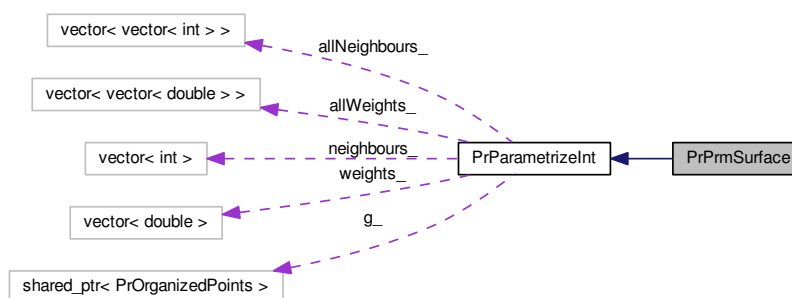 vector< vector< int > >
allNeighbours_
vector< vector< double > >
allWeights_
vector< int >
neighbours_
PrParametrizeInt
PrPrmSurface
weights_
vector< double >
g_
shared_ptr< PrOrganizedPoints >